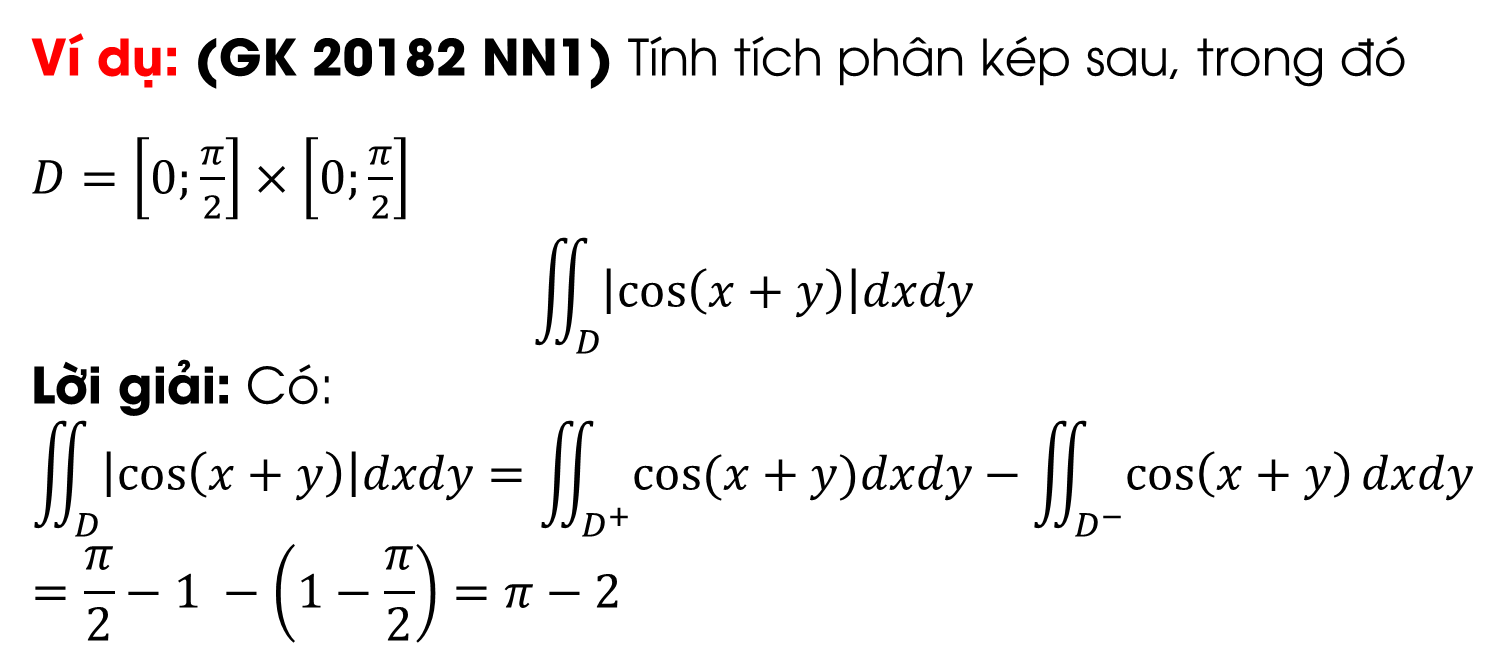 Ví dụ: (GK 20182 NN1) Tính tích phân kép sau, trong đó
D = [0; π/2] × [0; π/2]
∬_D |cos(x + y)|dxdy
Lời giải: Có:
∬_D |cos(x + y)|dxdy = ∬_{D⁺} cos(x + y)dxdy − ∬_{D⁻} cos(x + y) dxdy
= π/2 − 1 − (1 − π/2) = π − 2